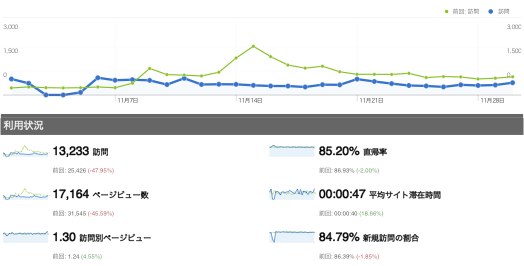 前回: 訪問 訪問
3,000 3,000
1,500 1,500
0 0
11月7日 11月14日 11月21日 11月28日
利用状況
13,233 訪問
前回: 25,426 (-47.95%)
85.20% 直帰率
前回: 86.93% (-2.00%)
17,164 ページビュー数
前回: 31,545 (-45.59%)
00:00:47 平均サイト滞在時間
前回: 00:00:40 (19.66%)
1.30 訪問別ページビュー
前回: 1.24 (4.55%)
84.79% 新規訪問の割合
前回: 86.39% (-1.85%)